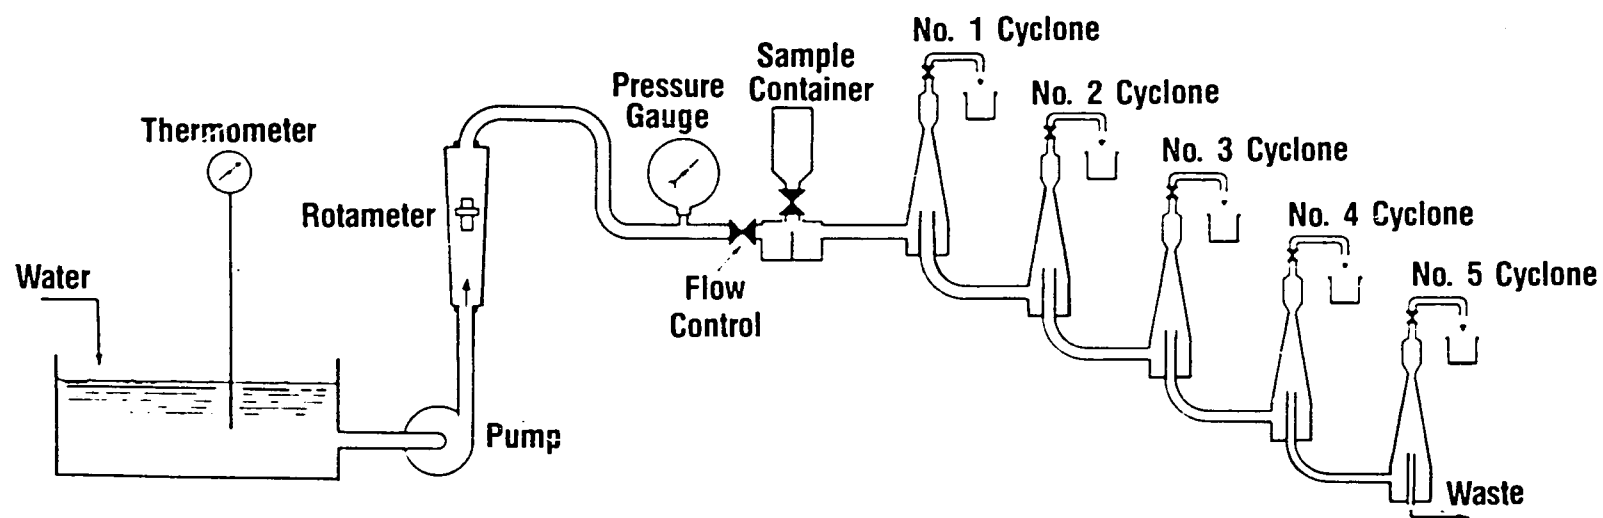 No. 1 Cyclone
Sample
Container
Pressure
Gauge
No. 2 Cyclone
Thermometer
No. 3 Cyclone
Rotameter
No. 4 Cyclone
Water
Flow
Control
No. 5 Cyclone
Pump
Waste